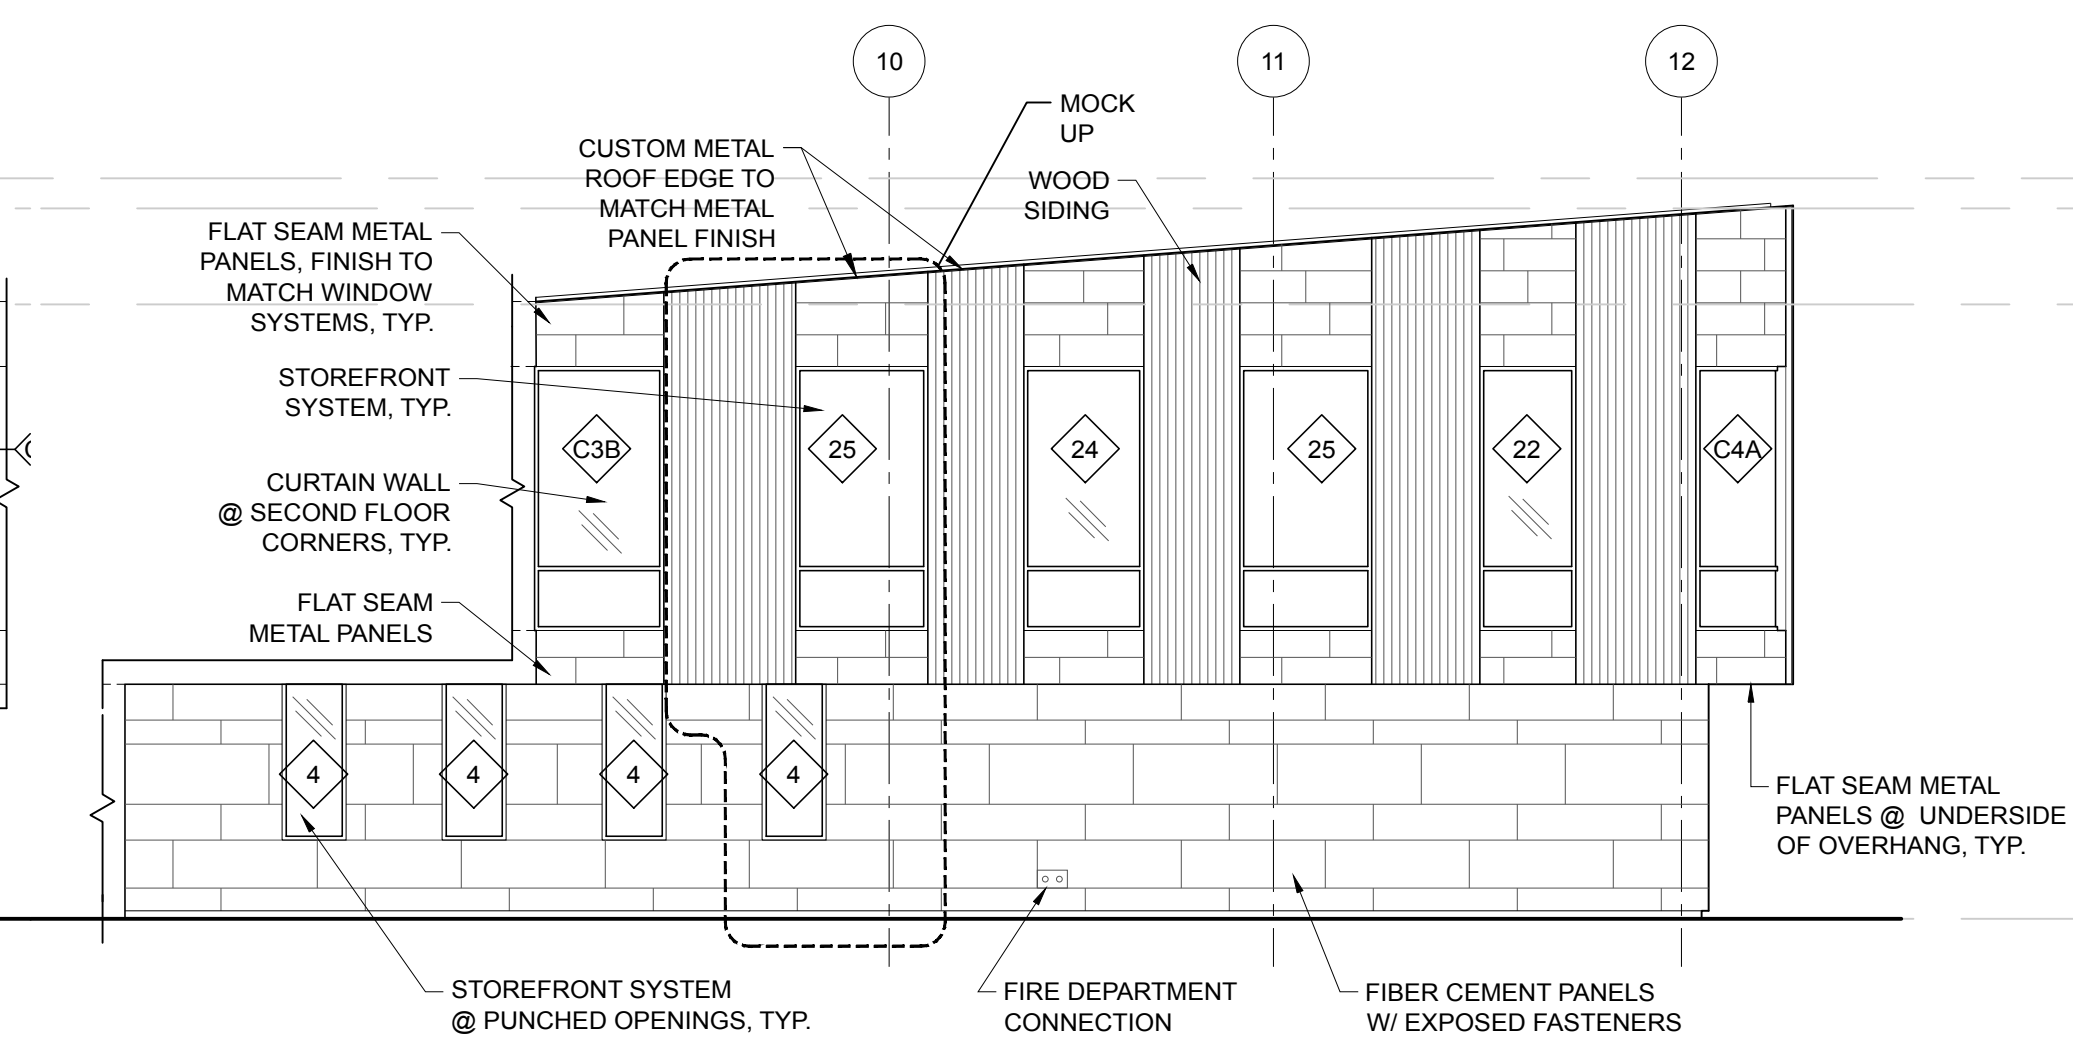 10
11
12
MOCK
UP
CUSTOM METAL
ROOF EDGE TO
MATCH METAL
PANEL FINISH
WOOD
SIDING
FLAT SEAM METAL
PANELS, FINISH TO
MATCH WINDOW
SYSTEMS, TYP.
STOREFRONT
SYSTEM, TYP.
C3B
25
24
25
22
C4A
CURTAIN WALL
@ SECOND FLOOR
CORNERS, TYP.
FLAT SEAM
METAL PANELS
4
4
4
4
FLAT SEAM METAL
PANELS @ UNDERSIDE
OF OVERHANG, TYP.
STOREFRONT SYSTEM
@ PUNCHED OPENINGS, TYP.
FIRE DEPARTMENT
CONNECTION
FIBER CEMENT PANELS
W/ EXPOSED FASTENERS